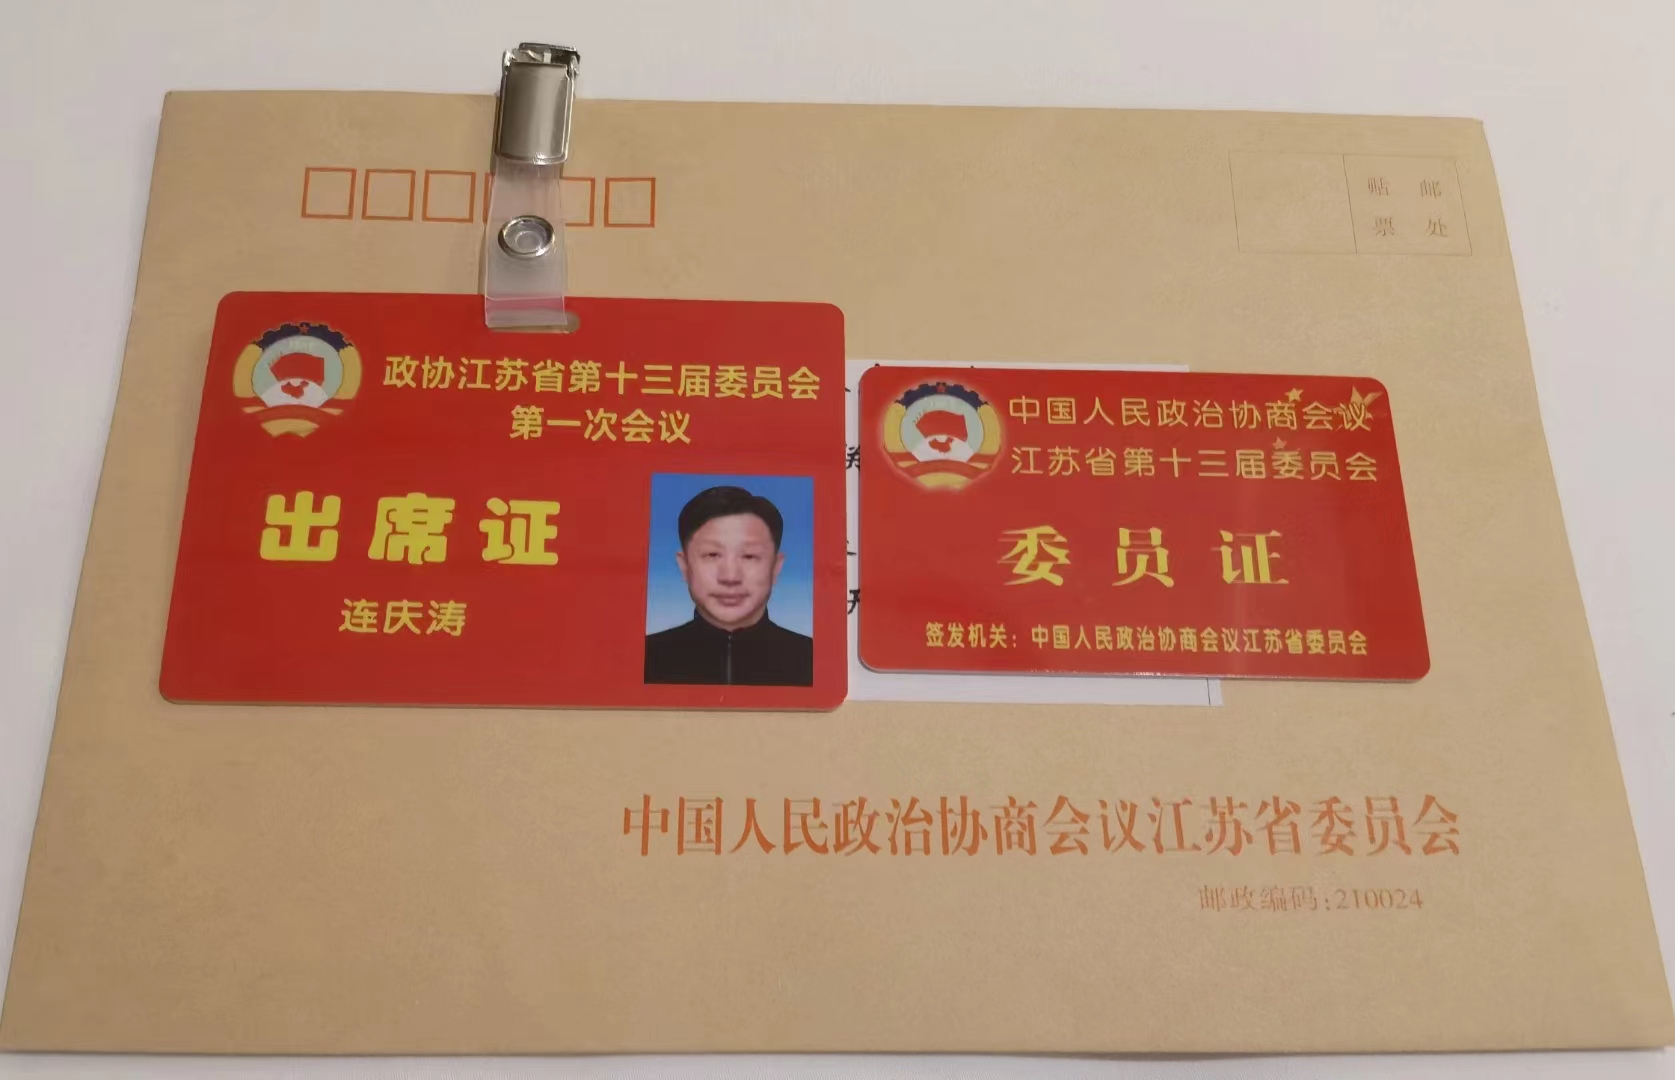 贴 邮
票 处
政协江苏省第十三届委员会
第一次会议
出席证
连庆涛
中国人民政治协商会议
江苏省第十三届委员会
委员证
签发机关：中国人民政治协商会议江苏省委员会
中国人民政治协商会议江苏省委员会
邮政编码:210024